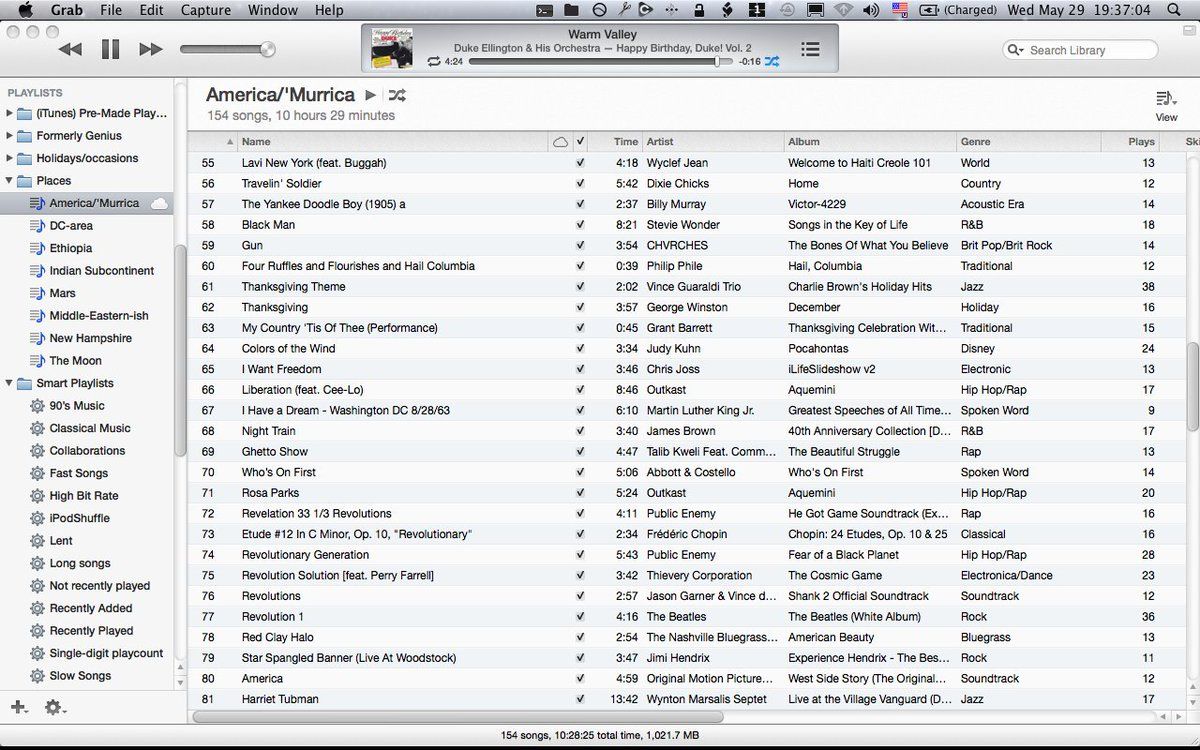 Grab File Edit Capture Window Help 1 (Charged) Wed May 29 19:37:04
Warm Valley
Duke Ellington & His Orchestra — Happy Birthday, Duke! Vol. 2
4:24 -0:16
Search Library
PLAYLISTS
(iTunes) Pre-Made Play...
Formerly Genius
Holidays/occasions
Places
America/'Murrica
DC-area
Ethiopia
Indian Subcontinent
Mars
Middle-Eastern-ish
New Hampshire
The Moon
Smart Playlists
90's Music
Classical Music
Collaborations
Fast Songs
High Bit Rate
iPodShuffle
Lent
Long songs
Not recently played
Recently Added
Recently Played
Single-digit playcount
Slow Songs
America/'Murrica
154 songs, 10 hours 29 minutes
View
Name Time Artist Album Genre Plays Ski
55 Lavi New York (feat. Buggah) 4:18 Wyclef Jean Welcome to Haiti Creole 101 World 13
56 Travelin' Soldier 5:42 Dixie Chicks Home Country 12
57 The Yankee Doodle Boy (1905) a 2:37 Billy Murray Victor-4229 Acoustic Era 14
58 Black Man 8:21 Stevie Wonder Songs in the Key of Life R&B 18
59 Gun 3:54 CHVRCHES The Bones Of What You Believe Brit Pop/Brit Rock 14
60 Four Ruffles and Flourishes and Hail Columbia 0:39 Philip Phile Hail, Columbia Traditional 12
61 Thanksgiving Theme 2:02 Vince Guaraldi Trio Charlie Brown's Holiday Hits Jazz 38
62 Thanksgiving 3:57 George Winston December Holiday 16
63 My Country 'Tis Of Thee (Performance) 0:45 Grant Barrett Thanksgiving Celebration Wit... Traditional 15
64 Colors of the Wind 3:34 Judy Kuhn Pocahontas Disney 24
65 I Want Freedom 3:46 Chris Joss iLifeSlideshow v2 Electronic 13
66 Liberation (feat. Cee-Lo) 8:46 Outkast Aquemini Hip Hop/Rap 17
67 I Have a Dream - Washington DC 8/28/63 6:10 Martin Luther King Jr. Greatest Speeches of All Time... Spoken Word 9
68 Night Train 3:40 James Brown 40th Anniversary Collection [D... R&B 17
69 Ghetto Show 4:47 Talib Kweli Feat. Comm... The Beautiful Struggle Rap 13
70 Who's On First 5:06 Abbott & Costello Who's On First Spoken Word 14
71 Rosa Parks 5:24 Outkast Aquemini Hip Hop/Rap 20
72 Revelation 33 1/3 Revolutions 4:11 Public Enemy He Got Game Soundtrack (Ex... Rap 16
73 Etude #12 In C Minor, Op. 10, "Revolutionary" 2:34 Frédéric Chopin Chopin: 24 Etudes, Op. 10 & 25 Classical 16
74 Revolutionary Generation 5:43 Public Enemy Fear of a Black Planet Hip Hop/Rap 28
75 Revolution Solution [feat. Perry Farrell] 3:42 Thievery Corporation The Cosmic Game Electronica/Dance 23
76 Revolutions 2:57 Jason Garner & Vince d... Shank 2 Official Soundtrack Soundtrack 12
77 Revolution 1 4:16 The Beatles The Beatles (White Album) Rock 36
78 Red Clay Halo 2:54 The Nashville Bluegrass... American Beauty Bluegrass 13
79 Star Spangled Banner (Live At Woodstock) 3:47 Jimi Hendrix Experience Hendrix - The Bes... Rock 11
80 America 4:59 Original Motion Picture... West Side Story (The Original... Soundtrack 12
81 Harriet Tubman 13:42 Wynton Marsalis Septet Live at the Village Vanguard (D... Jazz 17
154 songs, 10:28:25 total time, 1,021.7 MB